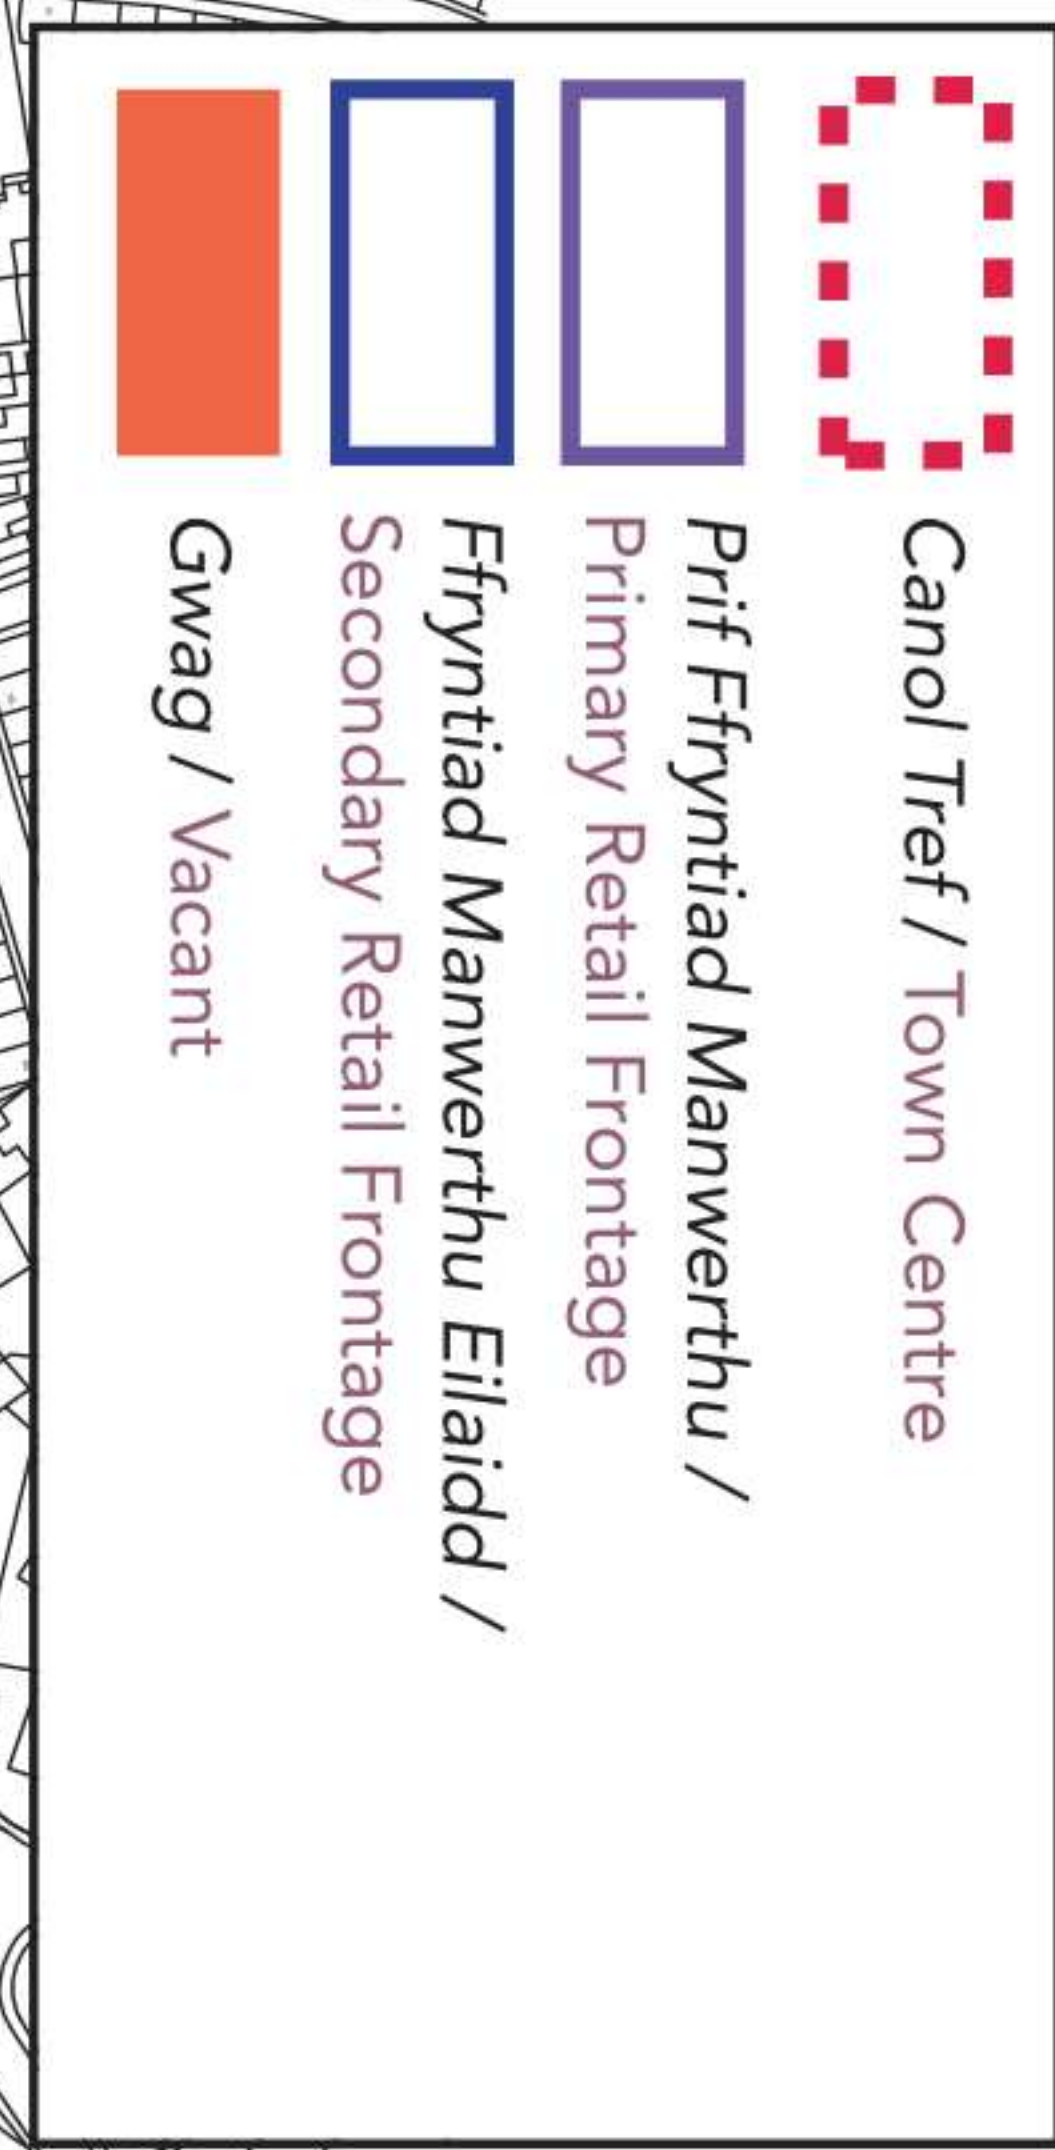 Canol Tref / Town Centre
Prif Ffryntiad Manwerthu /
Primary Retail Frontage
Ffryntiad Manwerthu Eilaidd /
Secondary Retail Frontage
Gwag / Vacant